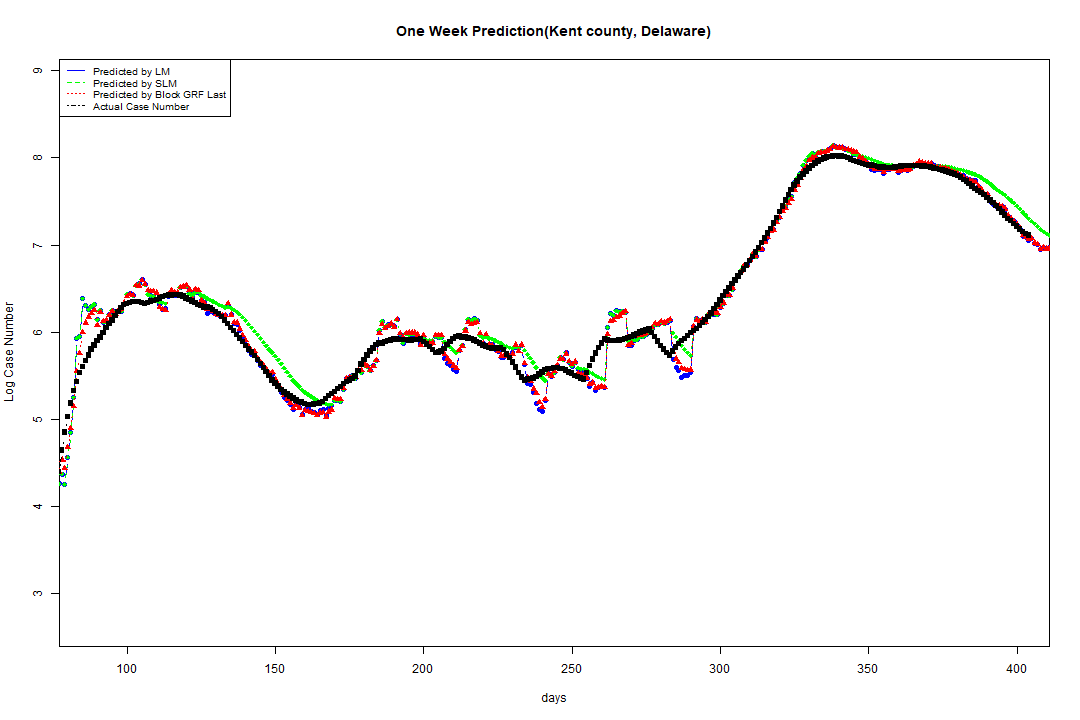 One Week Prediction(Kent county, Delaware)
Predicted by LM
Predicted by SLM
Predicted by Block GRF Last
Actual Case Number
Log Case Number
9
8
7
6
5
4
3
100 150 200 250 300 350 400
days